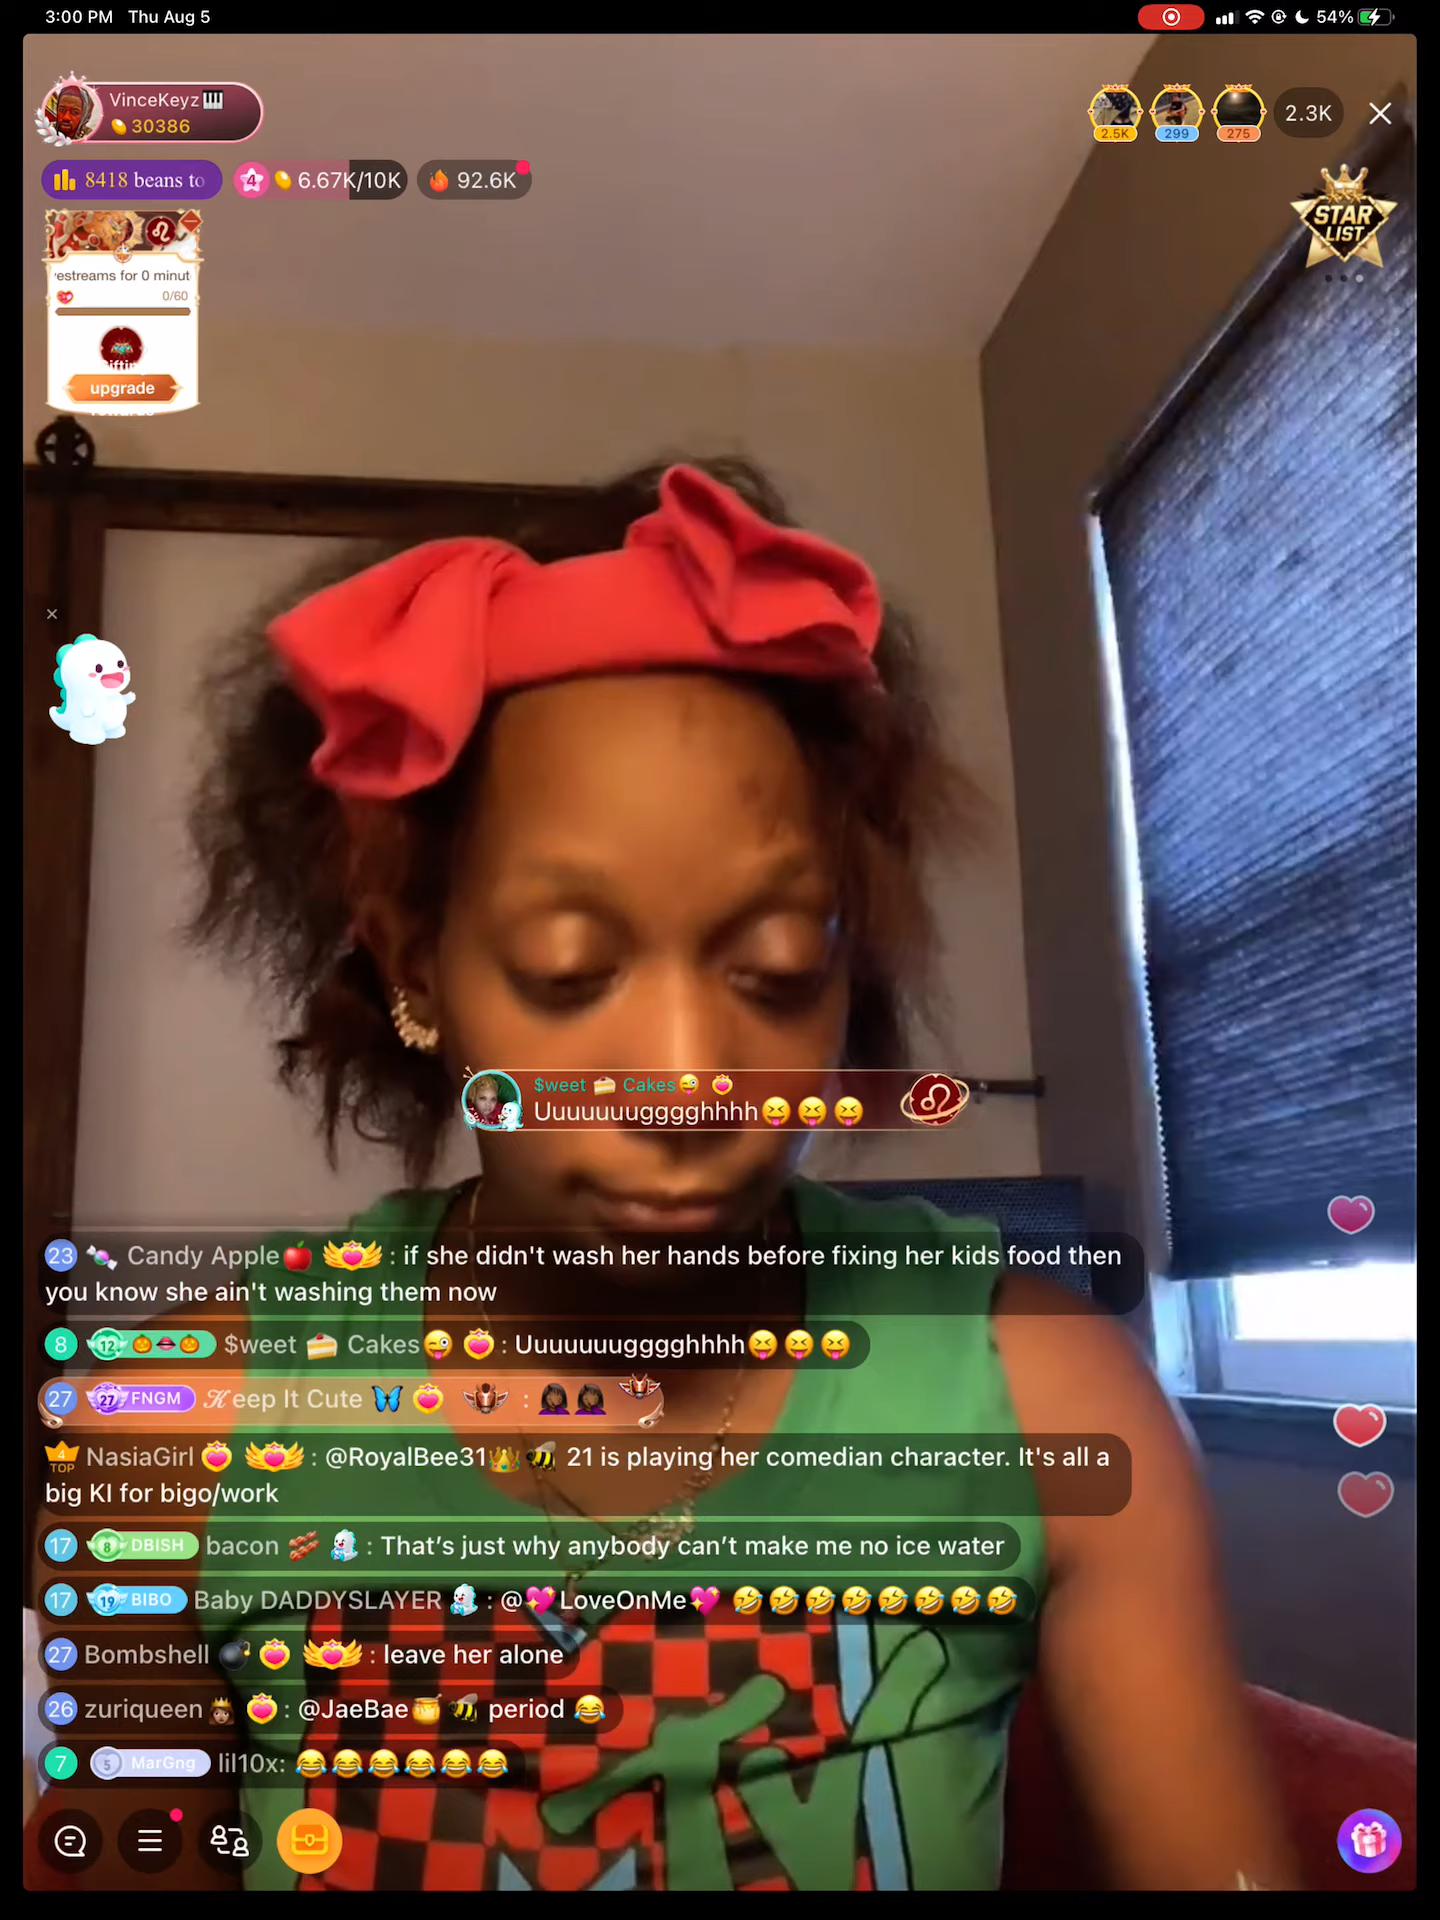 3:00 PM Thu Aug 5
54%
VinceKeyz🎹
30386
2.5K
299
275
2.3K
8418 beans to
4
6.67K/10K
92.6K
STAR
LIST
estreams for 0 minut
0/60
upgrade
$weet 🍰 Cakes😜
Uuuuuuugggghhhh😝😝😝
23 🍬 Candy Apple🍎 : if she didn't wash her hands before fixing her kids food then
you know she ain't washing them now
8 12 🎃👄🎃 $weet 🍰 Cakes😜 : Uuuuuuugggghhhh😝😝😝
27 27 FNGM 𝒦eep It Cute 🦋 : 🤦🏾‍♀️🤦🏾‍♀️
4 TOP NasiaGirl : @RoyalBee31👑🐝 21 is playing her comedian character. It's all a
big KI for bigo/work
17 8 DBISH bacon 🥓 : That’s just why anybody can’t make me no ice water
17 19 BIBO Baby DADDYSLAYER : @💖LoveOnMe💖 🤣🤣🤣🤣🤣🤣🤣🤣
27 Bombshell 💣 : leave her alone
26 zuriqueen👸🏽 : @JaeBae🍯🐝 period 😂
7 5 MarGng lil10x: 😂😂😂😂😂😂
TV